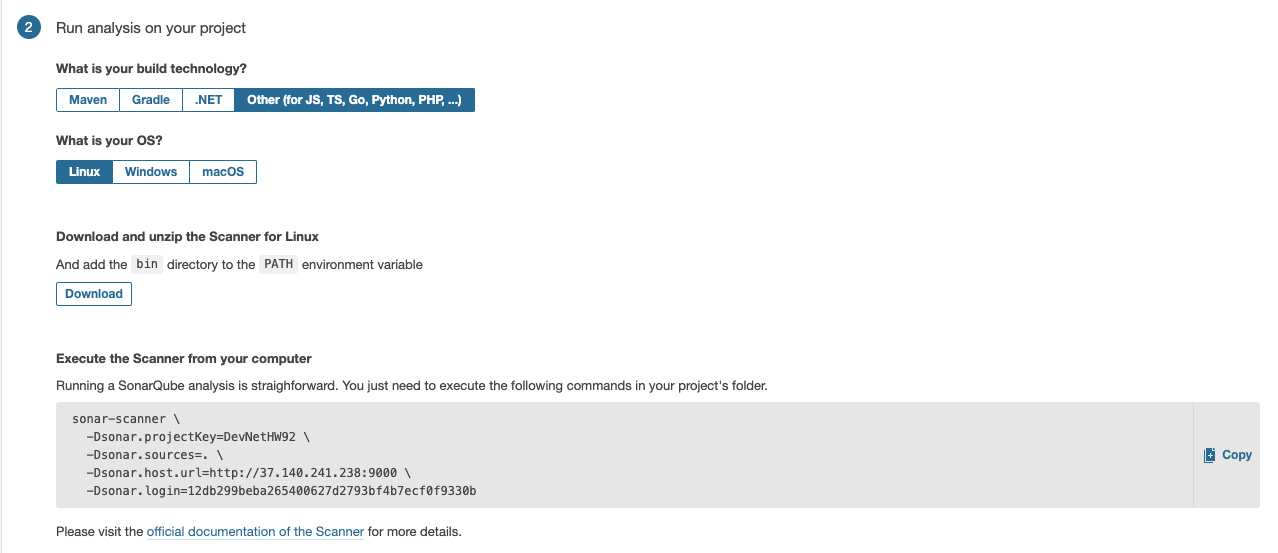 2 Run analysis on your project
What is your build technology?
Maven Gradle .NET Other (for JS, TS, Go, Python, PHP, ...)
What is your OS?
Linux Windows macOS
Download and unzip the Scanner for Linux
And add the bin directory to the PATH environment variable
Download
Execute the Scanner from your computer
Running a SonarQube analysis is straighforward. You just need to execute the following commands in your project's folder.
sonar-scanner \
-Dsonar.projectKey=DevNetHW92 \
-Dsonar.sources=. \
-Dsonar.host.url=http://37.140.241.238:9000 \
-Dsonar.login=12db299beba265400627d2793bf4b7ecf0f9330b
Copy
Please visit the official documentation of the Scanner for more details.